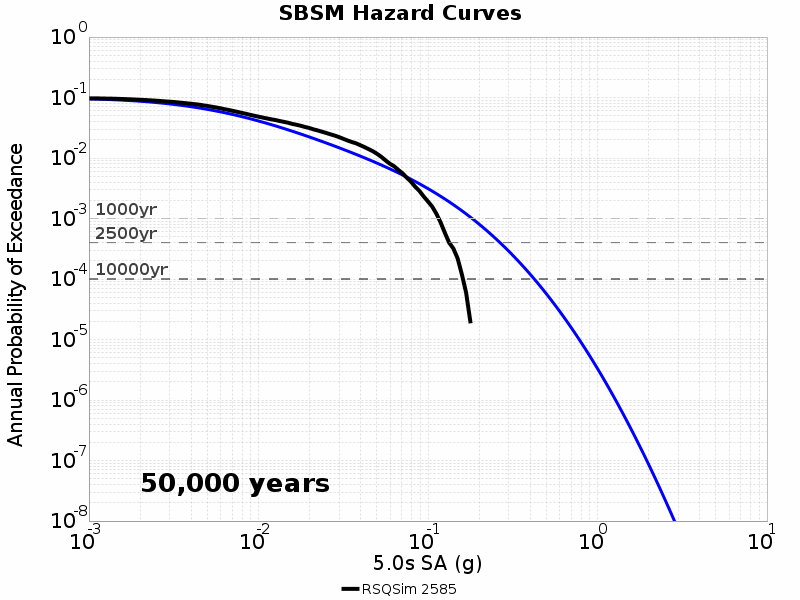 SBSM Hazard Curves
Annual Probability of Exceedance
10^0
10^-1
10^-2
10^-3
10^-4
10^-5
10^-6
10^-7
10^-8
1000yr
2500yr
10000yr
50,000 years
10^-3 10^-2 10^-1 10^0 10^1
5.0s SA (g)
RSQSim 2585